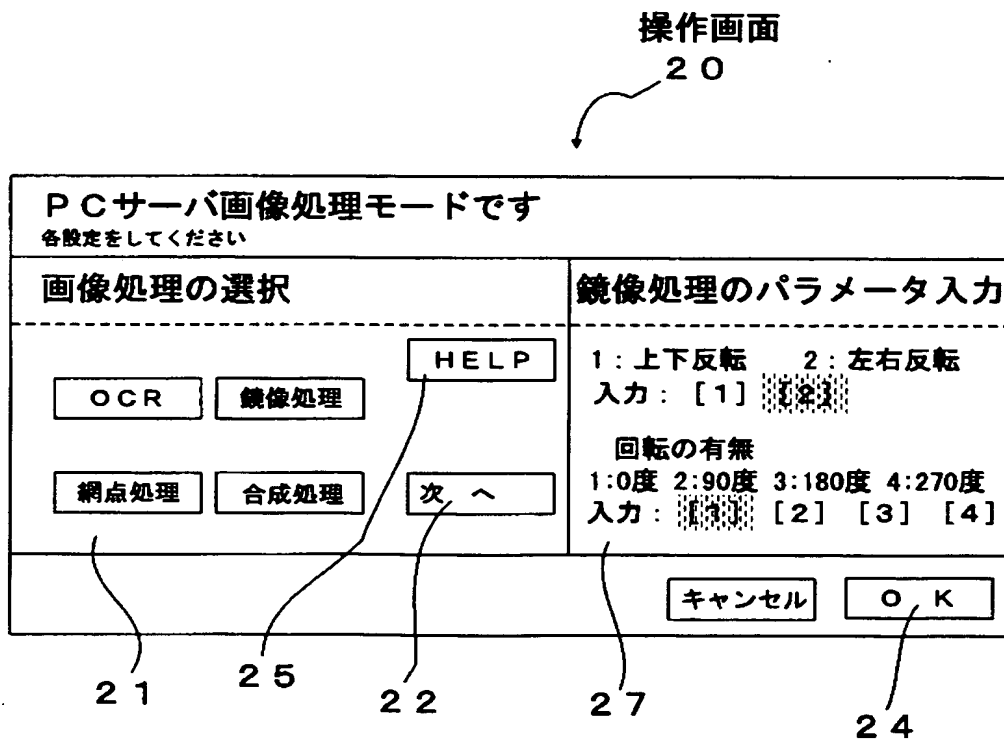 操作画面
20
PCサーバ画像処理モードです
各設定をしてください
画像処理の選択
鏡像処理のパラメータ入力
HELP
OCR 鏡像処理
網点処理 合成処理 次へ
1:上下反転 2:左右反転
入力: [1] [2]
回転の有無
1:0度 2:90度 3:180度 4:270度
入力: [1] [2] [3] [4]
キャンセル OK
21 25 22 27 24